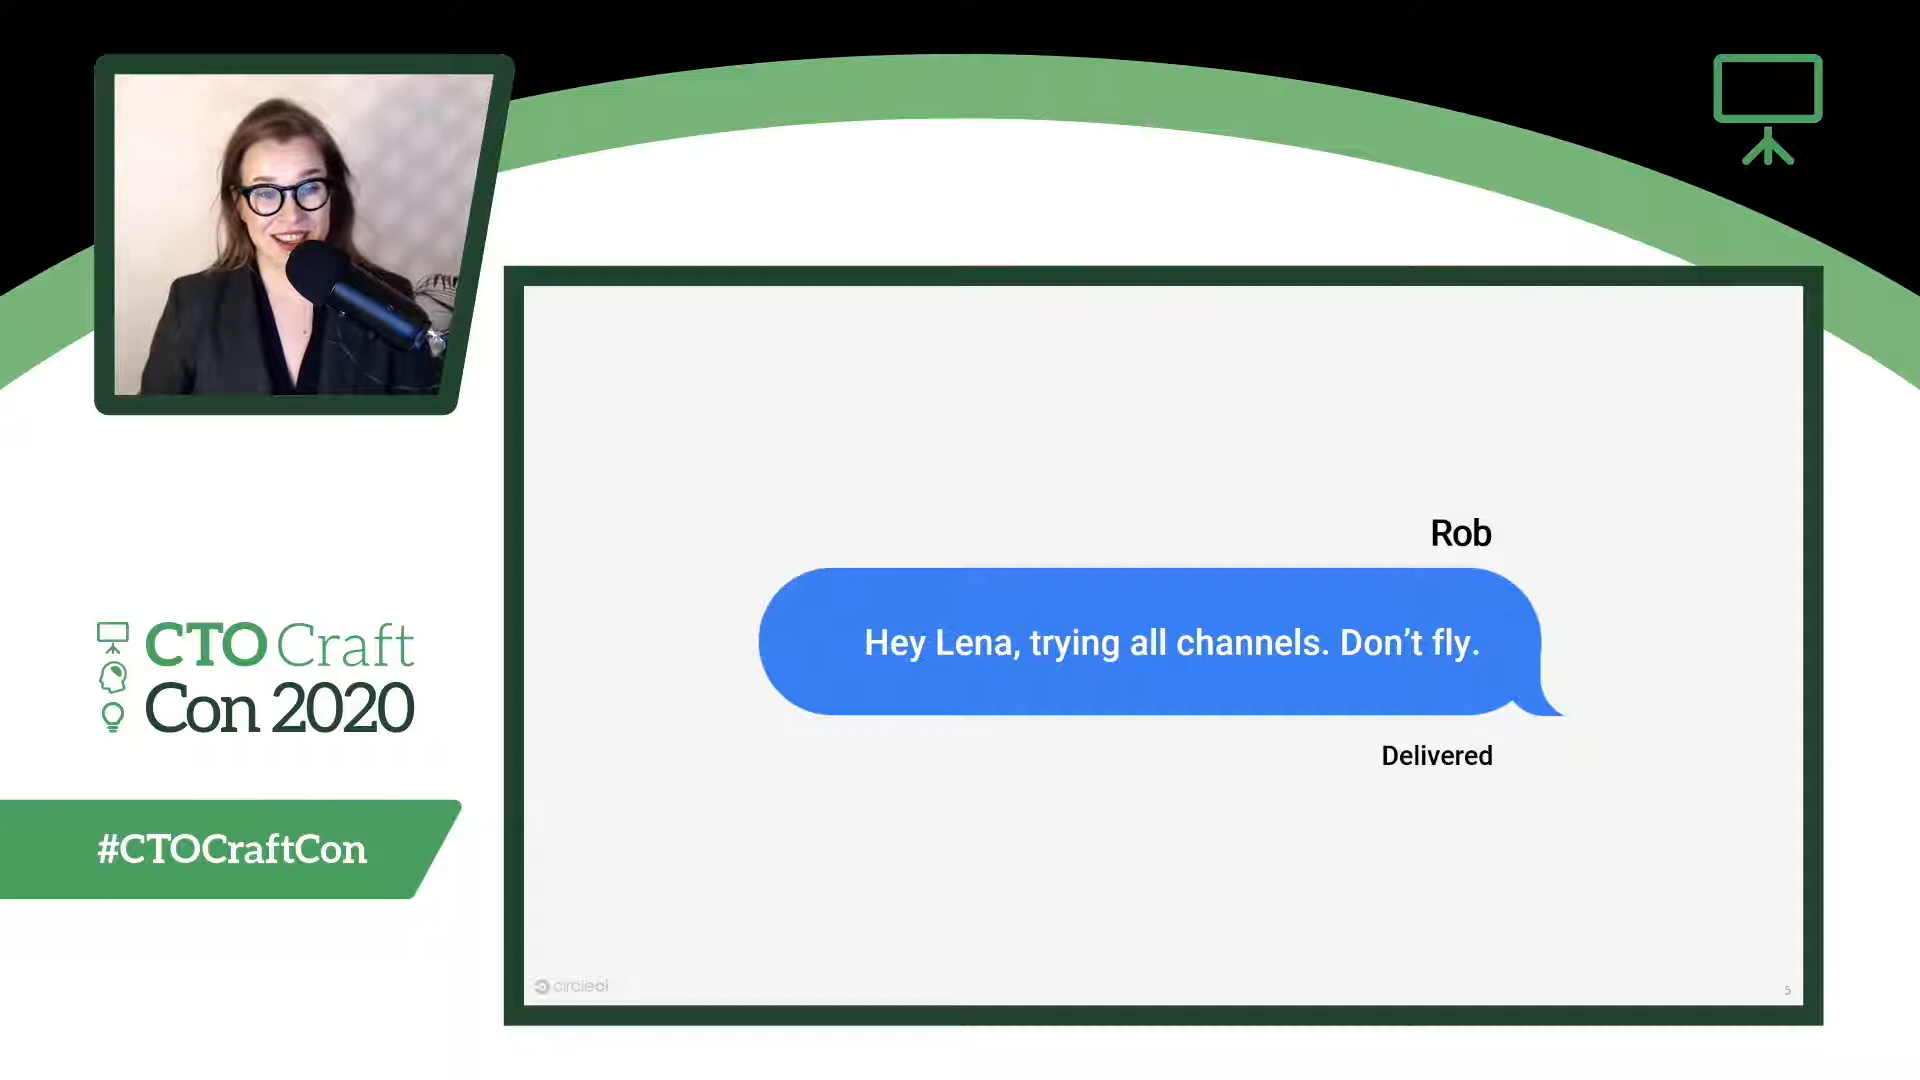 Rob
Hey Lena, trying all channels. Don’t fly.
Delivered
CTO Craft
Con 2020
#CTOCraftCon
circleci
5